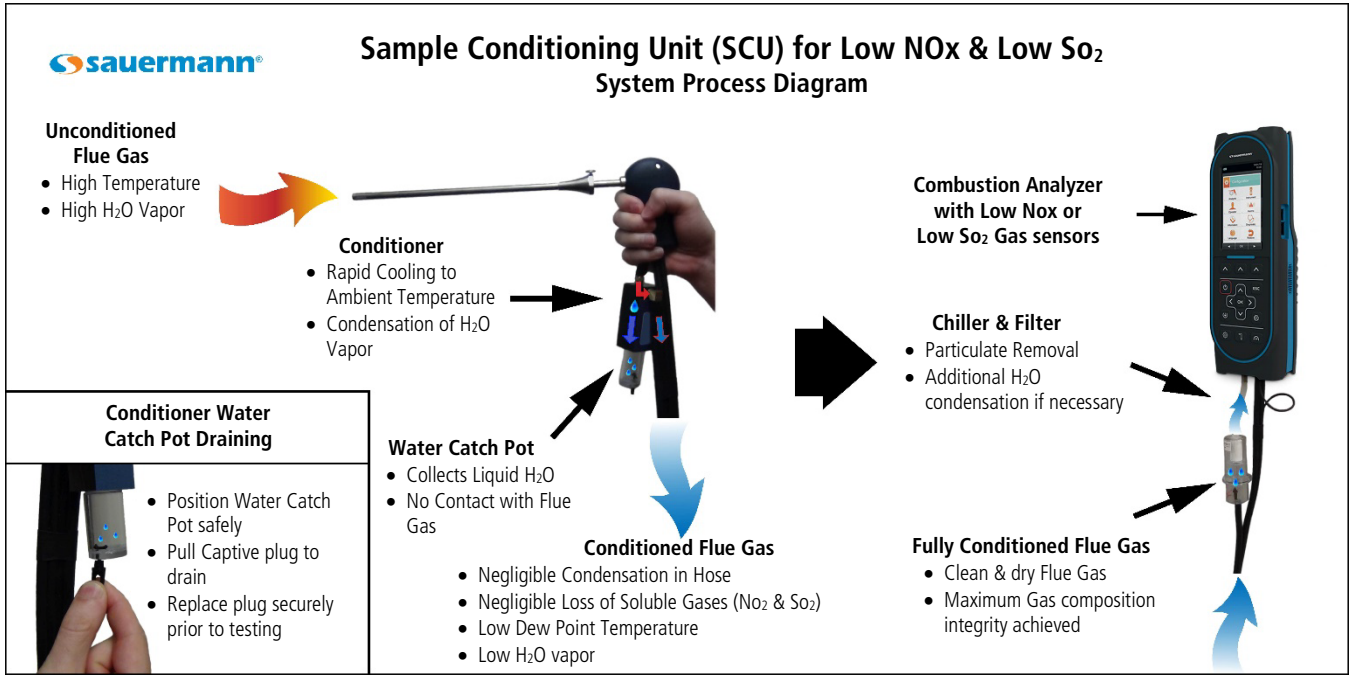 sauermann®
Sample Conditioning Unit (SCU) for Low NOx & Low So₂
System Process Diagram
Unconditioned
Flue Gas
• High Temperature
• High H₂O Vapor
Conditioner
• Rapid Cooling to
Ambient Temperature
• Condensation of H₂O
Vapor
Combustion Analyzer
with Low Nox or
Low So₂ Gas sensors
Chiller & Filter
• Particulate Removal
• Additional H₂O
condensation if necessary
Conditioner Water
Catch Pot Draining
• Position Water Catch
Pot safely
• Pull Captive plug to
drain
• Replace plug securely
prior to testing
Water Catch Pot
• Collects Liquid H₂O
• No Contact with Flue
Gas
Conditioned Flue Gas
• Negligible Condensation in Hose
• Negligible Loss of Soluble Gases (No₂ & So₂)
• Low Dew Point Temperature
• Low H₂O vapor
Fully Conditioned Flue Gas
• Clean & dry Flue Gas
• Maximum Gas composition
integrity achieved
sauermann
ESC
OK